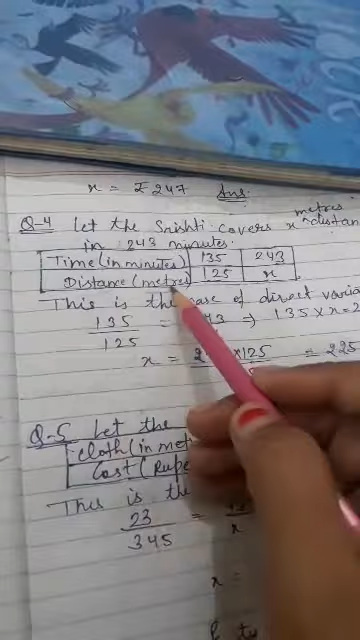 x = ₹ 247 Ans.
Q-4 Let the Srishti covers x metres distan
in 243 minutes.
Time (in minutes) 135 243
Distance (metres) 125 x
This is the case of direct varia
135/125 = ⇒ 135 × x = 2
x = 2 ×125 = 225
Q-5 Let the
cloth (in met
Cost (Rupe
This is the
23/345 = x
x =